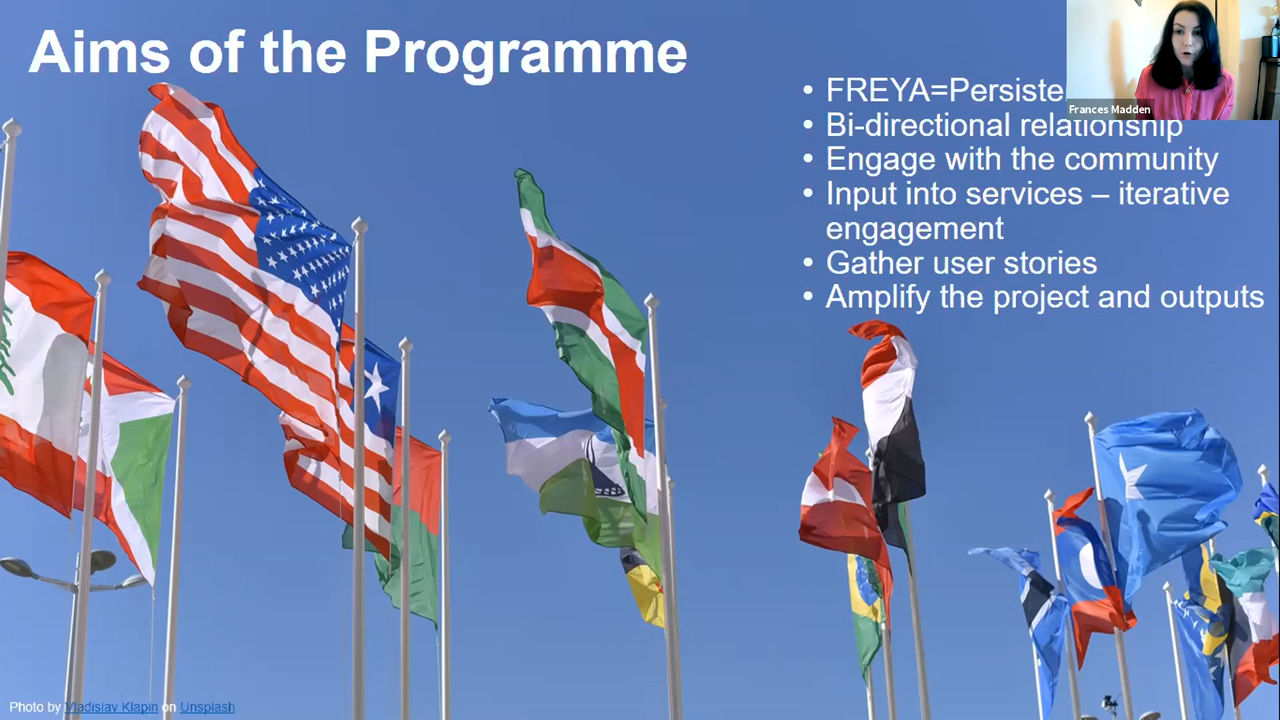 Aims of the Programme
• FREYA=Persiste
Frances Madden
• Bi-directional relationship
• Engage with the community
• Input into services – iterative
engagement
• Gather user stories
• Amplify the project and outputs
Photo by Vladislav Klapin on Unsplash